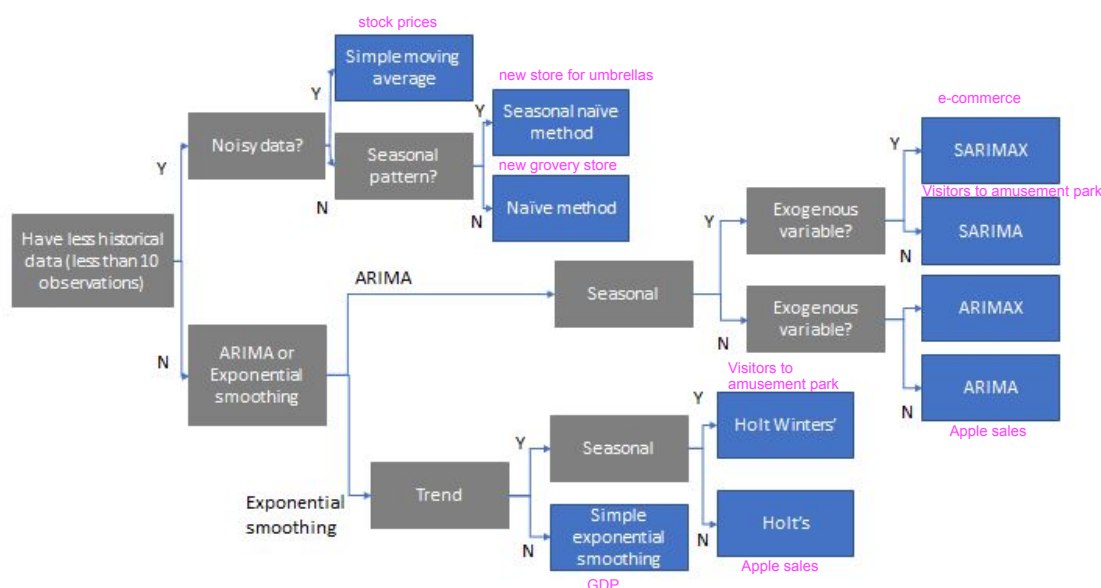 stock prices
Simple moving
average
new store for umbrellas
Y
Y
Seasonal naïve
method
e-commerce
Noisy data?
Y
SARIMAX
Y
Seasonal
pattern?
new grovery store
Visitors to amusement park
N
Naïve method
N
Exogenous
variable?
SARIMA
Y
N
Have less historical
data (less than 10
observations)
ARIMA
Seasonal
Exogenous
variable?
Y
ARIMAX
N
N
ARIMA or
Exponential
smoothing
Visitors to
amusement park
ARIMA
N
Y
Holt Winters'
Apple sales
Y
Seasonal
Trend
Exponential
smoothing
N
Simple
exponential
smoothing
N
Holt's
Apple sales
GDP